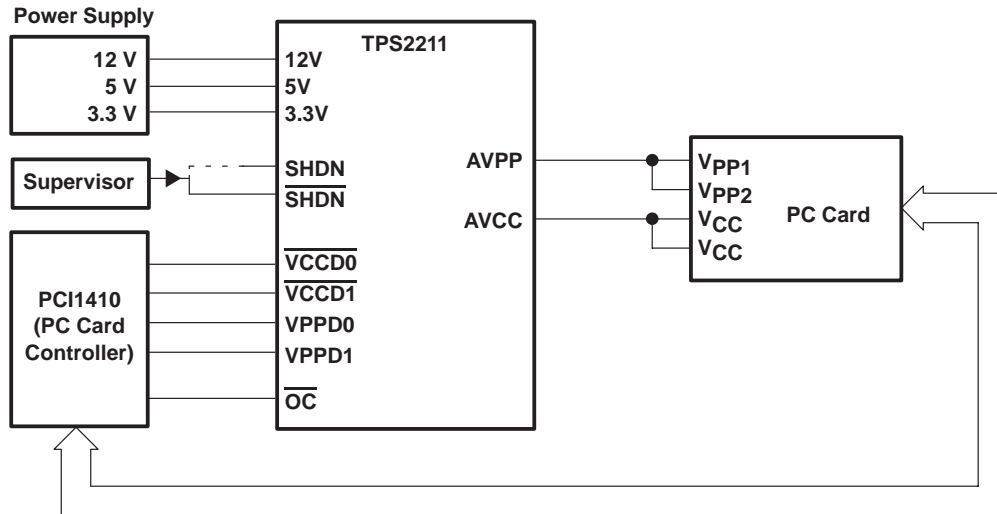 Power Supply
12 V
5 V
3.3 V
Supervisor
PCI1410
(PC Card
Controller)
TPS2211
12V
5V
3.3V
SHDN
SHDN
VCCD0
VCCD1
VPPD0
VPPD1
OC
AVPP
AVCC
VPP1
VPP2
VCC
VCC
PC Card